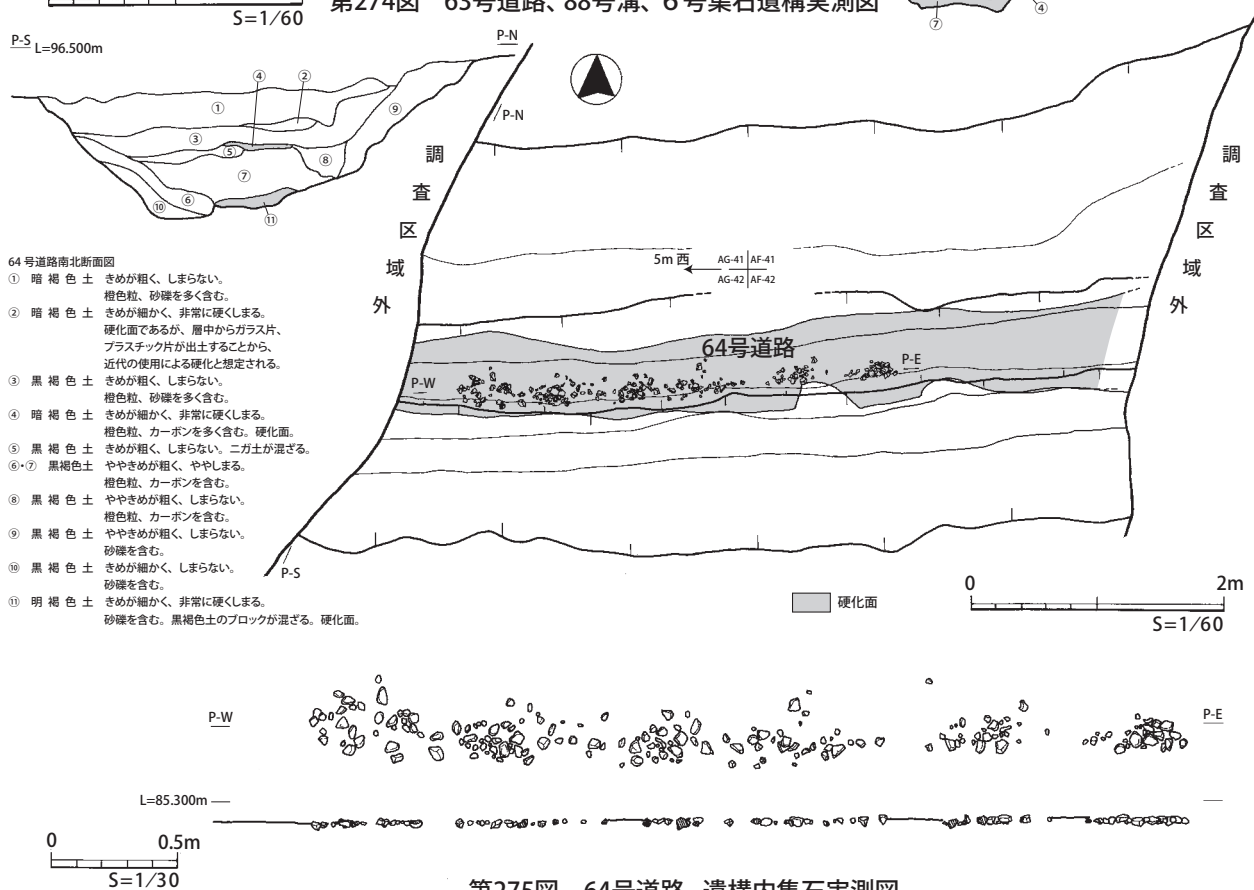 S=1/60
第274図　63号道路、88号溝、６号集石遺構実測図
⑦
④
P-S L=96.500m
P-N
④
②
①
⑨
③
⑤
⑧
⑦
⑥
⑩
⑪
P-N
調査区域外
調査区域外
5m 西
AG-41 AF-41
AG-42 AF-42
64号道路
P-W
P-E
P-S
64号道路南北断面図
① 暗褐色土 きめが粗く、しまらない。
橙色粒、砂礫を多く含む。
② 暗褐色土 きめが細かく、非常に硬くしまる。
硬化面であるが、層中からガラス片、
プラスチック片が出土することから、
近代の使用による硬化と想定される。
③ 黒褐色土 きめが粗く、しまらない。
橙色粒、砂礫を多く含む。
④ 暗褐色土 きめが細かく、非常に硬くしまる。
橙色粒、カーボンを多く含む。硬化面。
⑤ 黒褐色土 きめが粗く、しまらない。ニガ土が混ざる。
⑥・⑦ 黒褐色土 ややきめが粗く、ややしまる。
橙色粒、カーボンを含む。
⑧ 黒褐色土 ややきめが粗く、しまらない。
橙色粒、カーボンを含む。
⑨ 黒褐色土 ややきめが粗く、しまらない。
砂礫を含む。
⑩ 黒褐色土 きめが細かく、しまらない。
砂礫を含む。
⑪ 明褐色土 きめが細かく、非常に硬くしまる。
砂礫を含む。黒褐色土のブロックが混ざる。硬化面。
硬化面
0 2m
S=1/60
P-W
P-E
L=85.300m
0 0.5m
S=1/30
第275図　64号道路、遺構内集石実測図